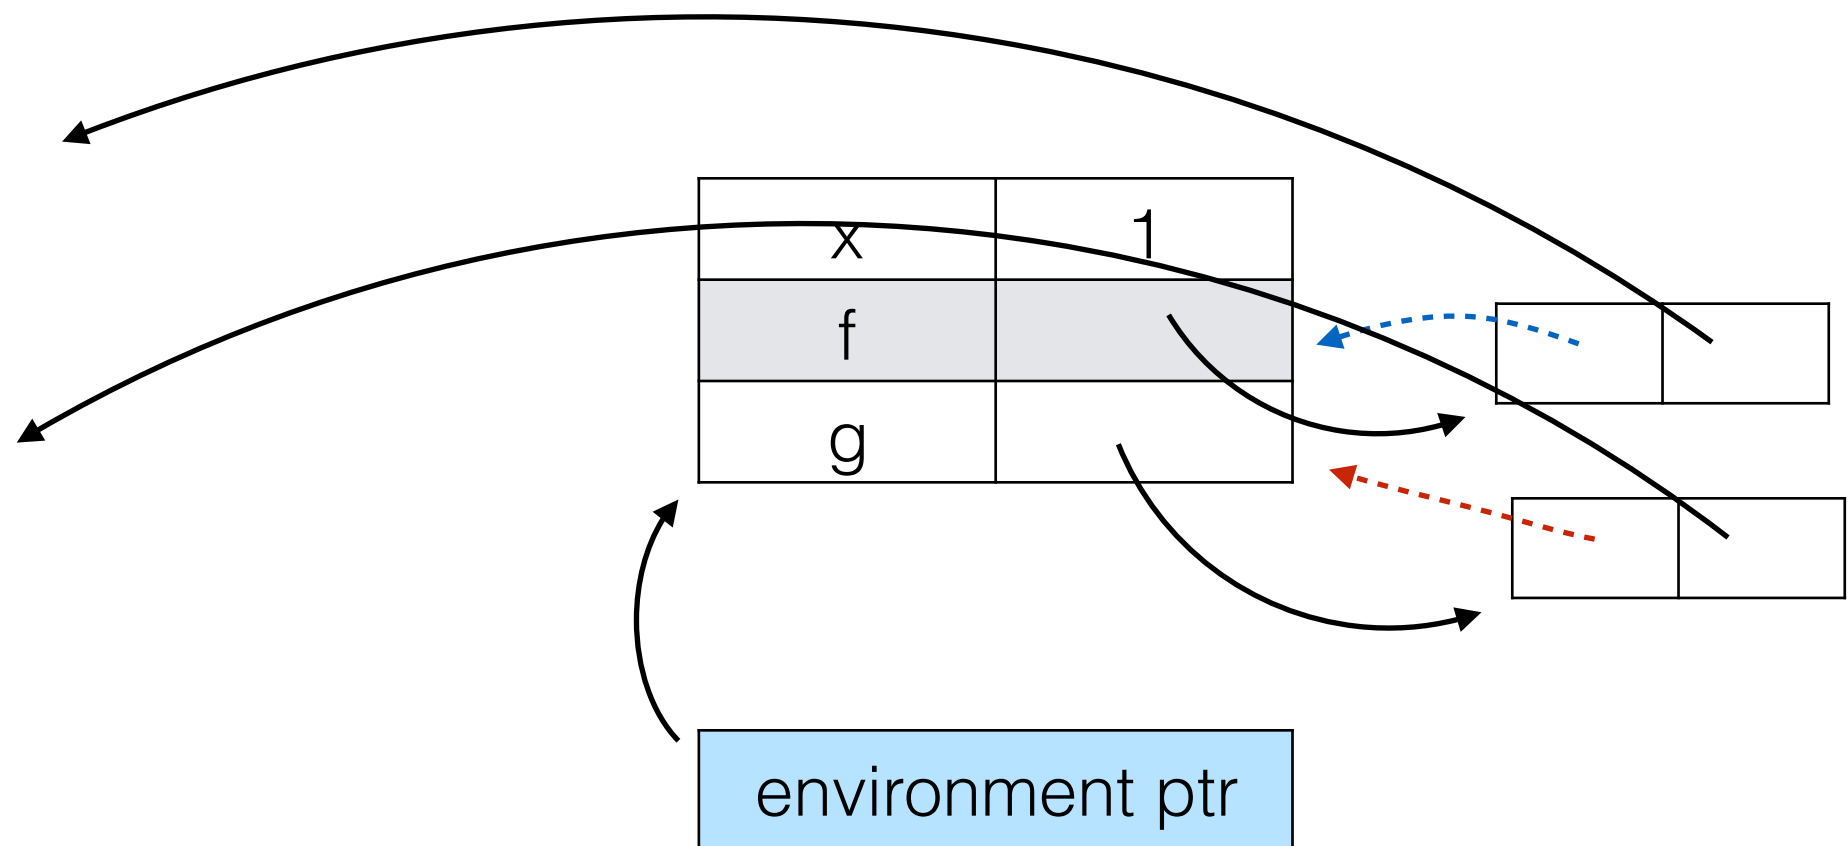 x 1
f
g
environment ptr